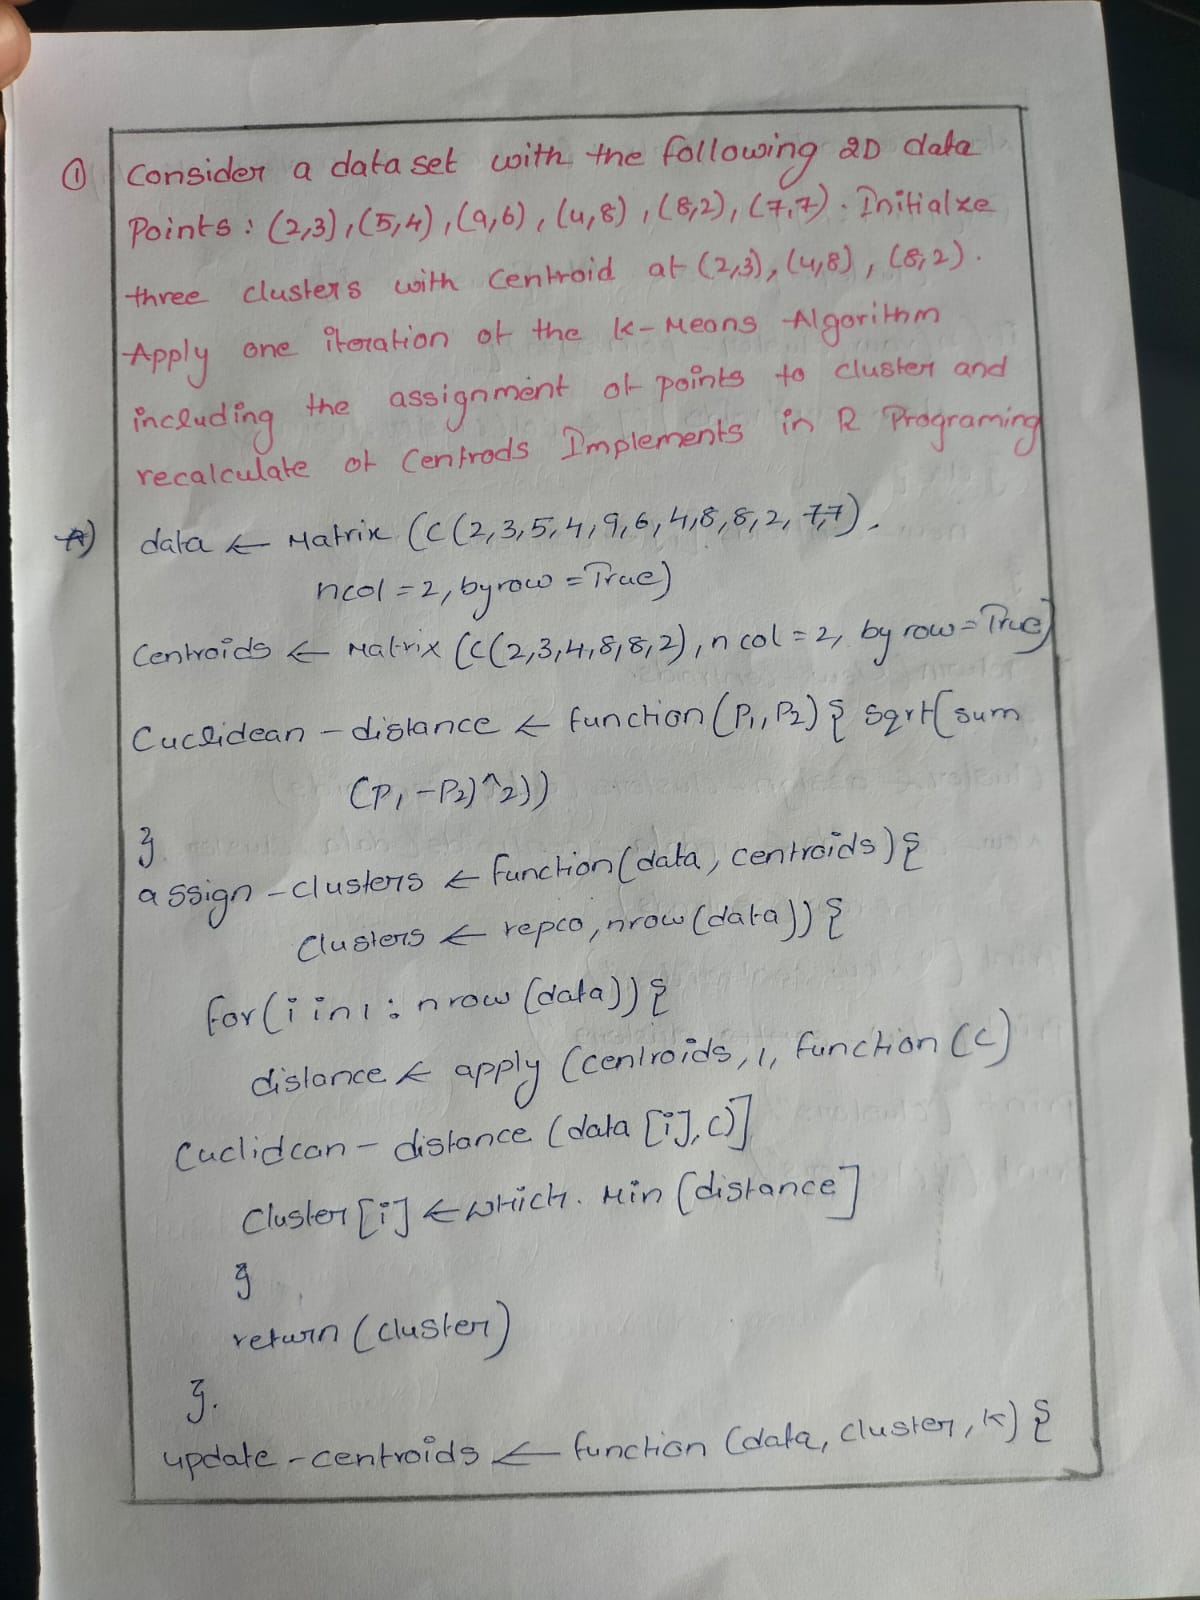 ① Consider a data set with the following 2D data
Points : (2,3), (5,4), (9,6), (4,8), (8,2), (7,7). Initialze
three clusters with Centroid at (2,3), (4,8), (8,2).
Apply one iteration of the k-Means Algorithm
including the assignment of points to cluster and
recalculate of Centrods Implements in R Programing
A) data ← Matrix (c(2,3,5,4,9,6,4,8,8,2,7,7).
ncol = 2, byrow = True)
Centroids ← Matrix (c(2,3,4,8,8,2), n col = 2, by row = True)
Cuclidean - distance ← function (P1, P2) { sqrt(sum
(P1 - P2)^2))
}
assign - clusters ← function (data, centroids) {
Clusters ← repco, nrow (data)) {
for (i in 1 : nrow (data)) {
distance ← apply (centroids, 1, function (c)
Cuclidean - distance (data [i], c)]
Cluster [i] ← which. Min (distance]
}
return (cluster)
}.
update - centroids ← function (data, cluster, k) {